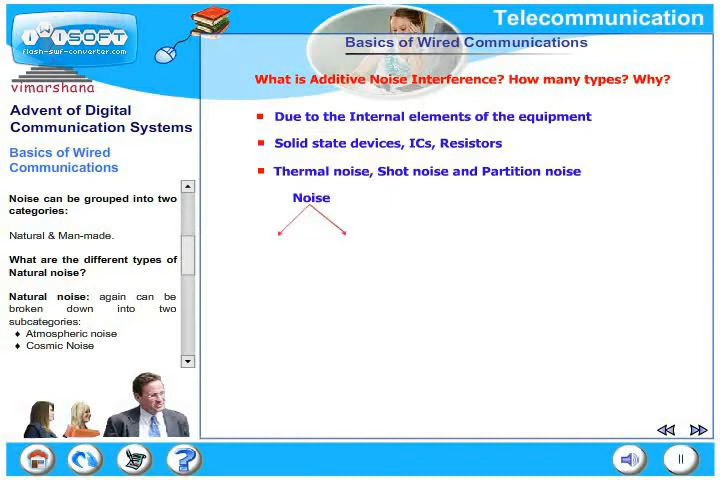 Telecommunication
iWiSOFT
flash-swf-converter.com
vimarshana
Advent of Digital
Communication Systems
Basics of Wired
Communications
Noise can be grouped into two
categories:
Natural & Man-made.
What are the different types of
Natural noise?
Natural noise: again can be
broken down into two
subcategories:
♦ Atmospheric noise
♦ Cosmic Noise
Basics of Wired Communications
What is Additive Noise Interference? How many types? Why?
Due to the Internal elements of the equipment
Solid state devices, ICs, Resistors
Thermal noise, Shot noise and Partition noise
Noise